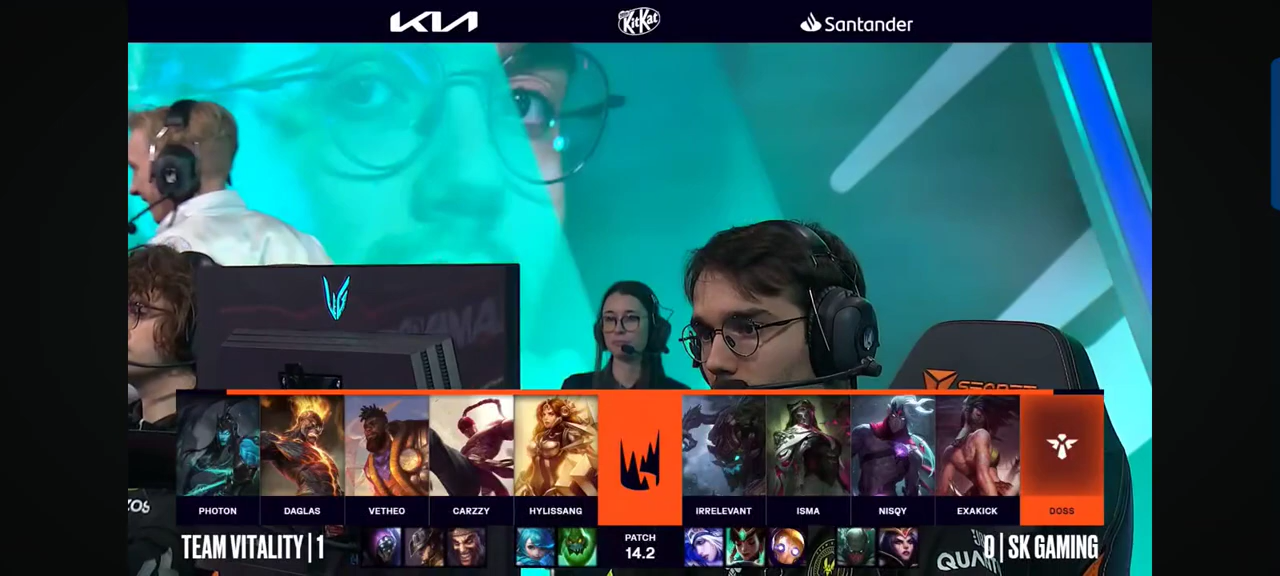 KIA
KitKat
Santander
PHOTON
DAGLAS
VETHEO
CARZZY
HYLISSANG
IRRELEVANT
ISMA
NISQY
EXAKICK
DOSS
TEAM VITALITY | 1
PATCH
14.2
0 | SK GAMING